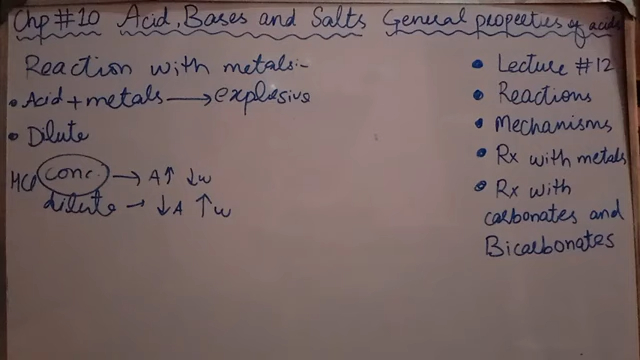 Chp #10 Acid, Bases and Salts General properties of acids
Reaction with metals:-
• Acid + metals → explosive
• Dilute
HCl conc. → A↑ ↓w
dilute → ↓A ↑w
• Lecture #12
• Reactions
• Mechanisms
• Rx with metals
• Rx with
carbonates and
Bicarbonates